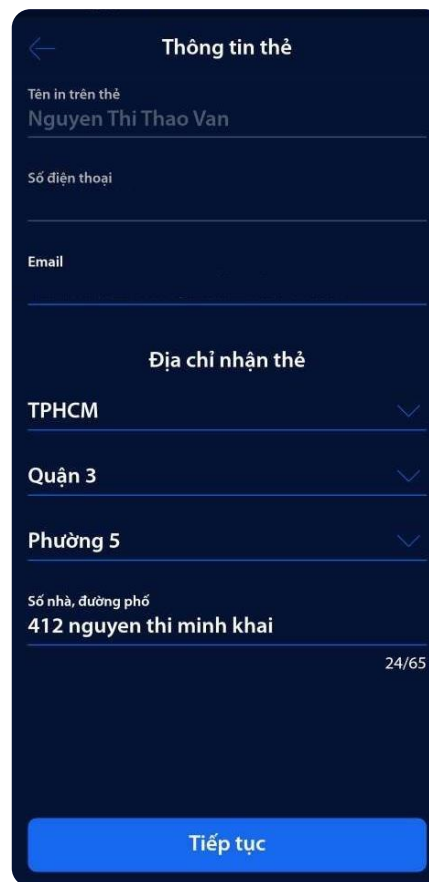 Thông tin thẻ
Tên in trên thẻ
Nguyen Thi Thao Van
Số điện thoại
Email
Địa chỉ nhận thẻ
TPHCM
Quận 3
Phường 5
Số nhà, đường phố
412 nguyen thi minh khai
24/65
Tiếp tục